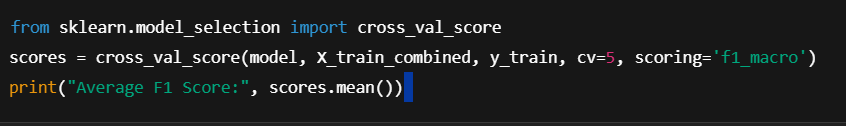 from sklearn.model_selection import cross_val_score
scores = cross_val_score(model, X_train_combined, y_train, cv=5, scoring='f1_macro')
print("Average F1 Score:", scores.mean())